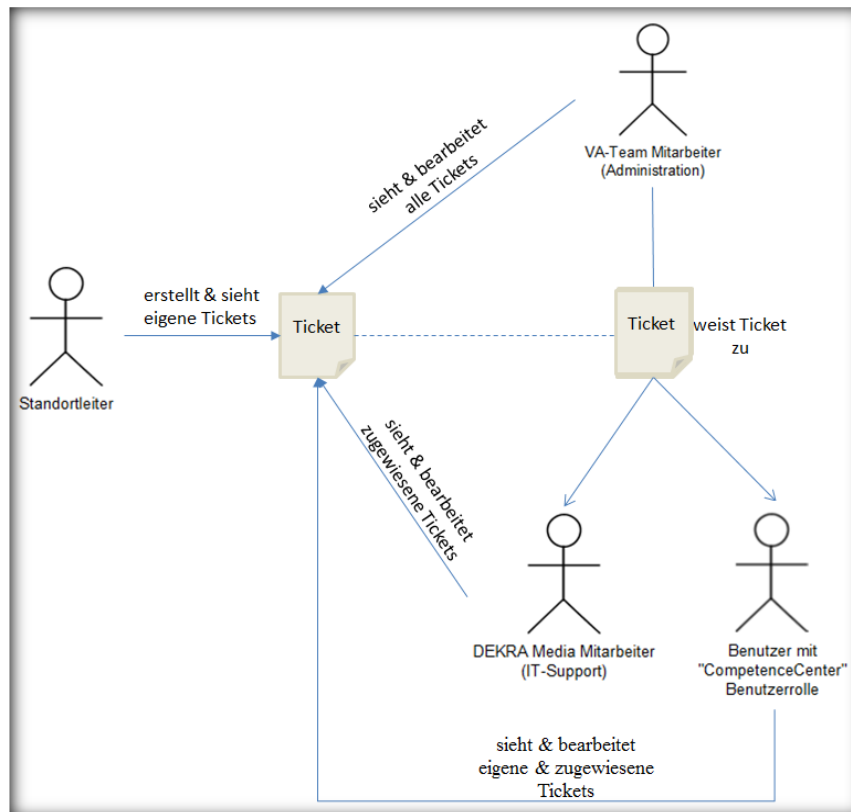 VA-Team Mitarbeiter
(Administration)
sieht & bearbeitet
alle Tickets
erstellt & sieht
eigene Tickets
Ticket
Ticket
weist Ticket
zu
Standortleiter
sieht & bearbeitet
zugewiesene Tickets
DEKRA Media Mitarbeiter
(IT-Support)
Benutzer mit
"CompetenceCenter"
Benutzerrolle
sieht & bearbeitet
eigene & zugewiesene
Tickets